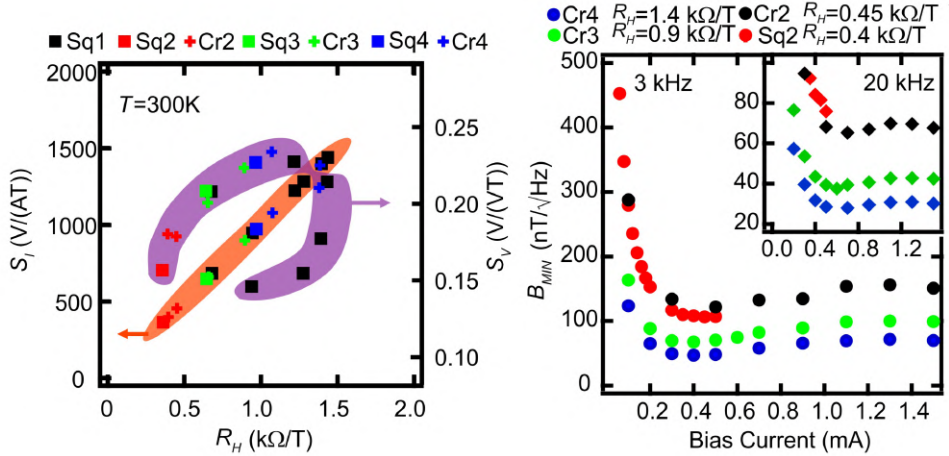 Sq1 Sq2 Cr2 Sq3 Cr3 Sq4 Cr4
2000
1500
1000
500
0
S_I (V/(AT))
T=300K
0.25
0.20
0.15
0.10
S_V (V/(VT))
0.0 0.5 1.0 1.5 2.0
R_H (kΩ/T)
Cr4 R_H=1.4 kΩ/T Cr2 R_H=0.45 kΩ/T
Cr3 R_H=0.9 kΩ/T Sq2 R_H=0.4 kΩ/T
500
400
300
200
100
0
B_MIN (nT/√Hz)
3 kHz
20 kHz
80
60
40
20
0.0 0.4 0.8 1.2
0.2 0.4 0.6 0.8 1.0 1.2 1.4
Bias Current (mA)